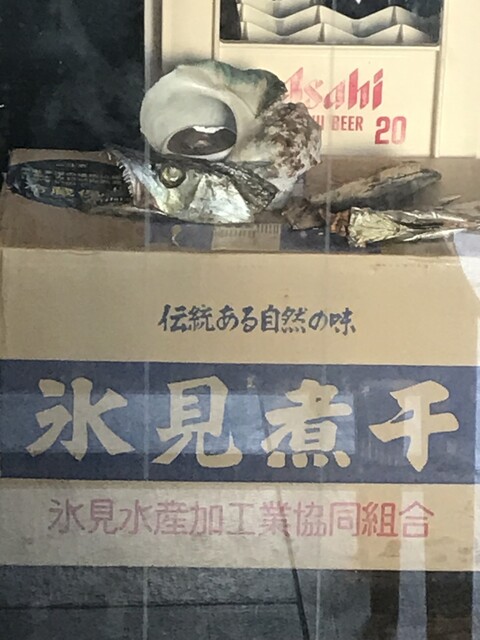 Asahi
BEER 20
伝統ある自然の味
氷見煮干
氷見水産加工業協同組合